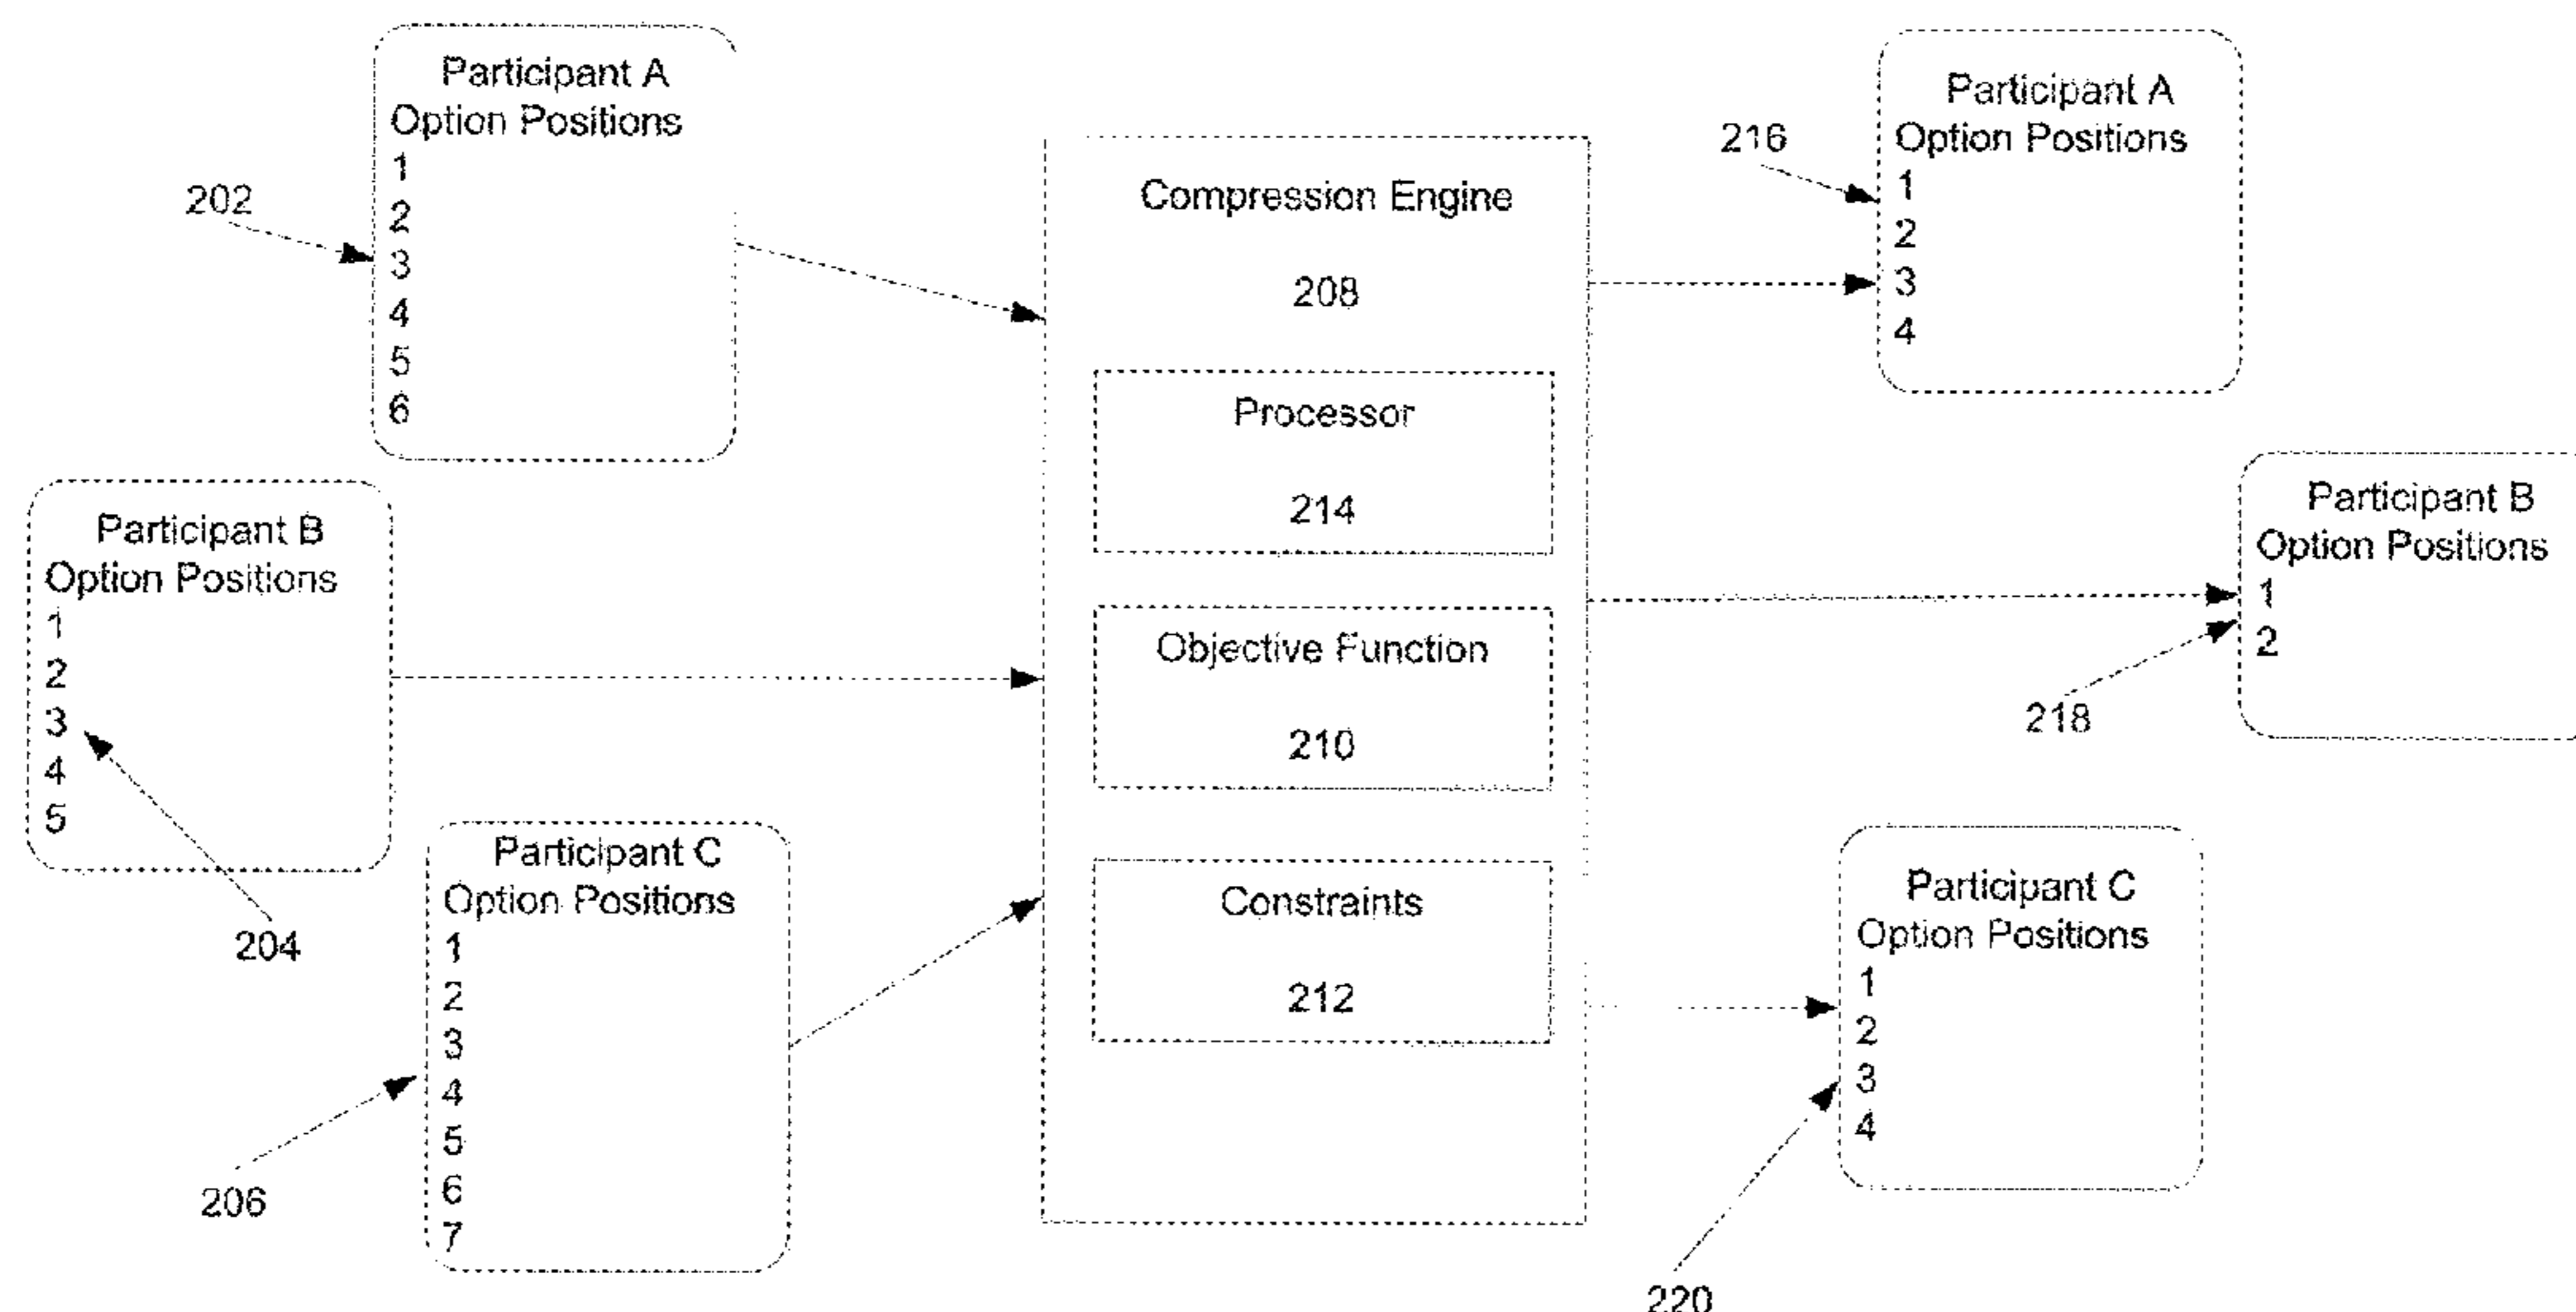 Participant A
Option Positions
1
2
3
4
5
6
202
Participant B
Option Positions
1
2
3
4
5
204
Participant C
Option Positions
1
2
3
4
5
6
7
206
Compression Engine
208
Processor
214
Objective Function
210
Constraints
212
216
Participant A
Option Positions
1
2
3
4
Participant B
Option Positions
1
2
218
Participant C
Option Positions
1
2
3
4
220